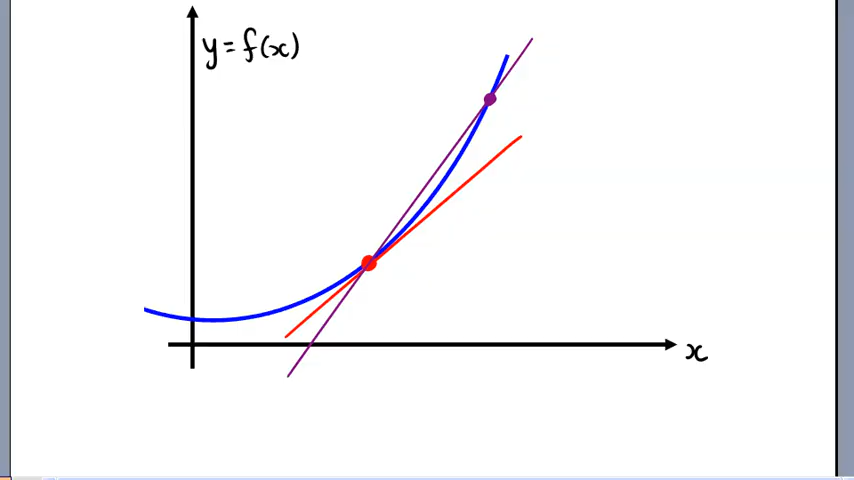 y = f(x)
x